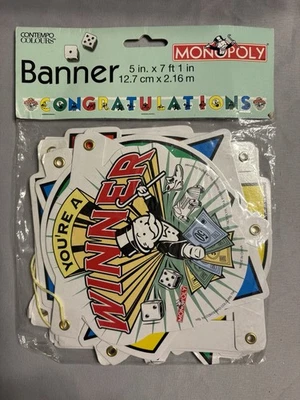 CONTEMPO
COLOURS
MONOPOLY
Banner
5 in. x 7 ft 1 in
12.7 cm x 2.16 m
CONGRATULATIONS
YOU'RE A
WINNER
MONOPOLY